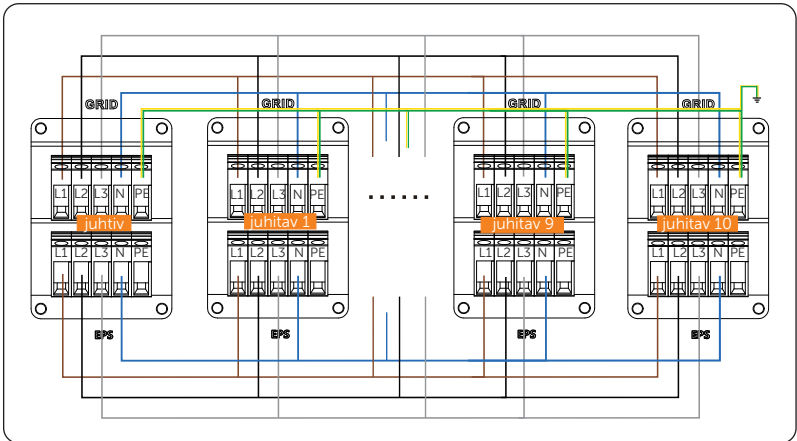 GRID GRID GRID GRID
L1 L2 L3 N PE L1 L2 L3 N PE L1 L2 L3 N PE L1 L2 L3 N PE
juhtiv juhitav 1 juhitav 9 juhitav 10
L1 L2 L3 N PE L1 L2 L3 N PE L1 L2 L3 N PE L1 L2 L3 N PE
EPS EPS EPS EPS